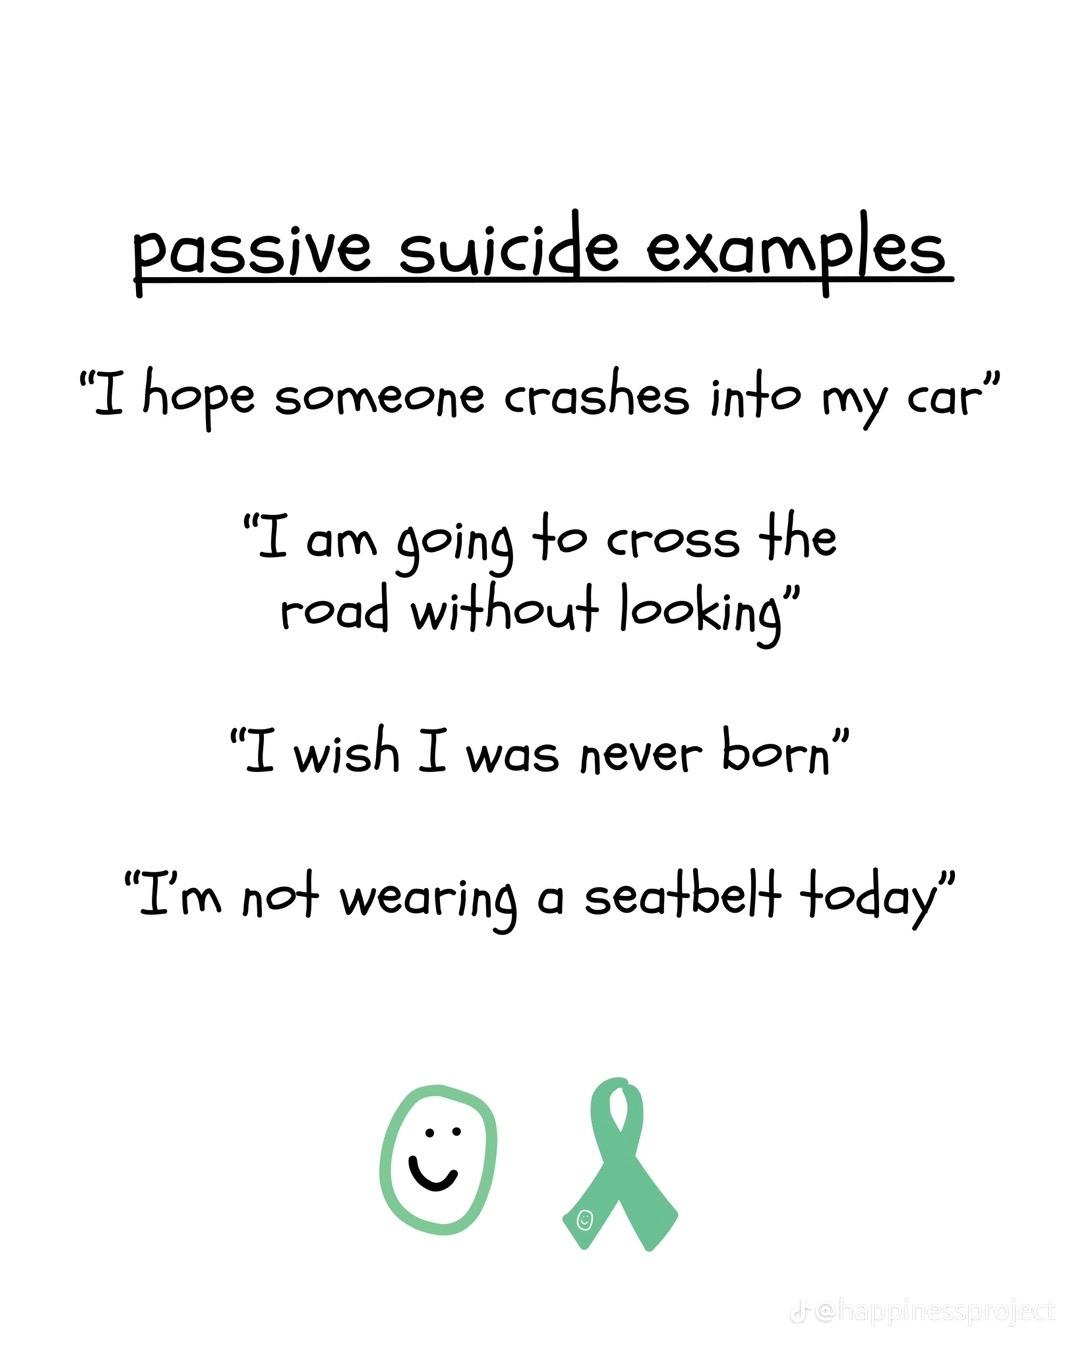 passive suicide examples
“I hope someone crashes into my car”
“I am going to cross the
road without looking”
“I wish I was never born”
“I’m not wearing a seatbelt today”
@happinessproject